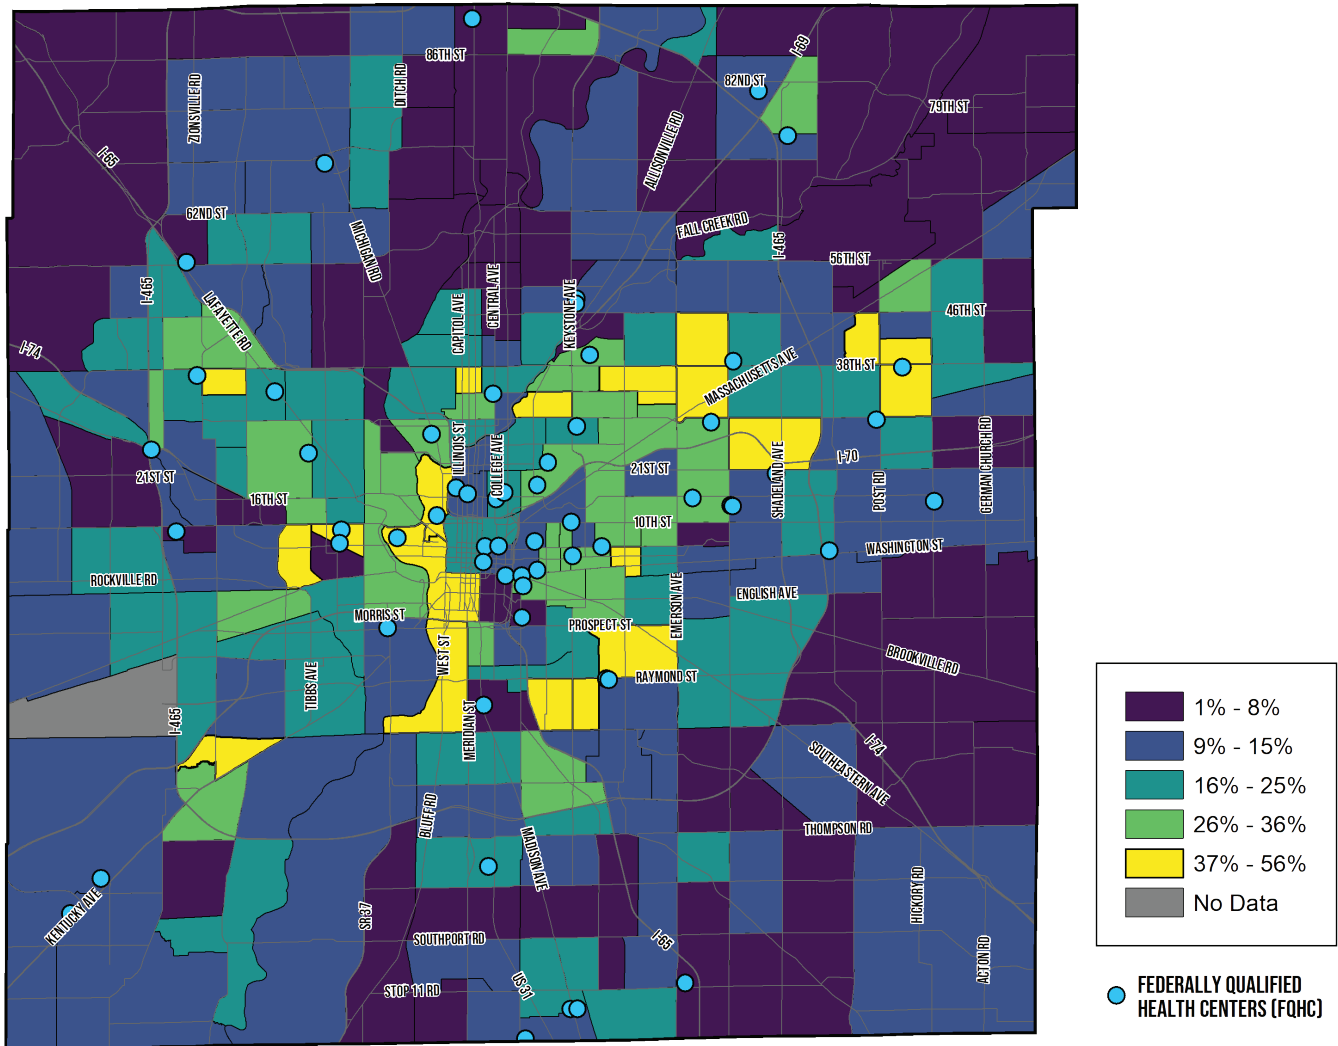 I-69
86TH ST
DITCH RD
82ND ST
ZIONSVILLE RD
79TH ST
ALLISONVILLE RD
I-65
62ND ST
FALL CREEK RD
MICHIGAN RD
I-465
56TH ST
I-465
CENTRAL AVE
KEYSTONE AVE
CAPITOL AVE
LAFAYETTE RD
46TH ST
I-74
38TH ST
MASSACHUSETTS AVE
ILLINOIS ST
COLLEGE AVE
GERMAN CHURCH RD
I-70
21ST ST
21ST ST
SHADELAND AVE
POST RD
16TH ST
10TH ST
WASHINGTON ST
ROCKVILLE RD
ENGLISH AVE
EMERSON AVE
MORRIS ST
PROSPECT ST
WEST ST
BROOKVILLE RD
RAYMOND ST
TIBBS AVE
I-465
MERIDIAN ST
I-74
SOUTHEASTERN AVE
BLUFF RD
THOMPSON RD
MADISON AVE
HICKORY RD
KENTUCKY AVE
SR 37
SOUTHPORT RD
I-65
ACTON RD
STOP 11 RD
US 31
1% - 8%
9% - 15%
16% - 25%
26% - 36%
37% - 56%
No Data
FEDERALLY QUALIFIED
HEALTH CENTERS (FQHC)